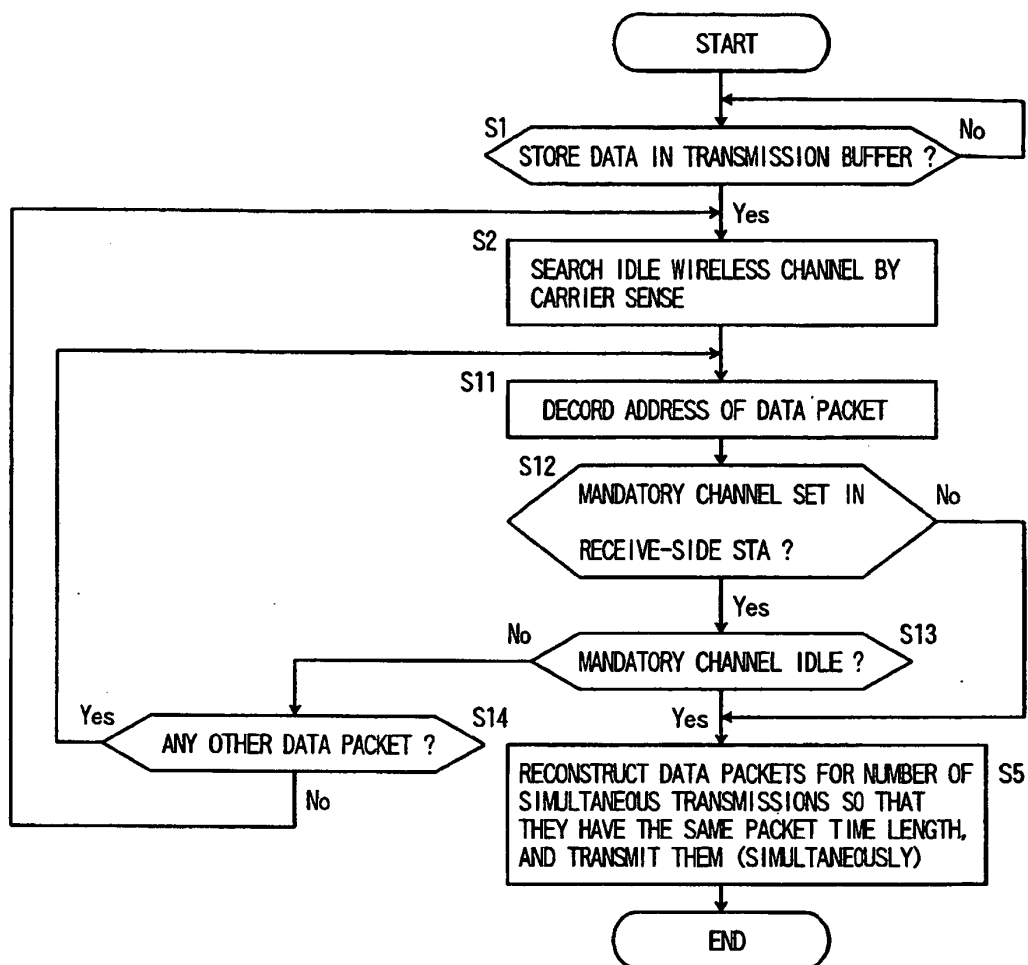 START
S1
No
STORE DATA IN TRANSMISSION BUFFER ?
Yes
S2
SEARCH IDLE WIRELESS CHANNEL BY
CARRIER SENSE
S11
DECORD ADDRESS OF DATA PACKET
S12
MANDATORY CHANNEL SET IN
No
RECEIVE-SIDE STA ?
Yes
No
S13
MANDATORY CHANNEL IDLE ?
Yes
Yes
S14
ANY OTHER DATA PACKET ?
No
RECONSTRUCT DATA PACKETS FOR NUMBER OF
S5
SIMULTANEOUS TRANSMISSIONS SO THAT
THEY HAVE THE SAME PACKET TIME LENGTH,
AND TRANSMIT THEM (SIMULTANEOUSLY)
END